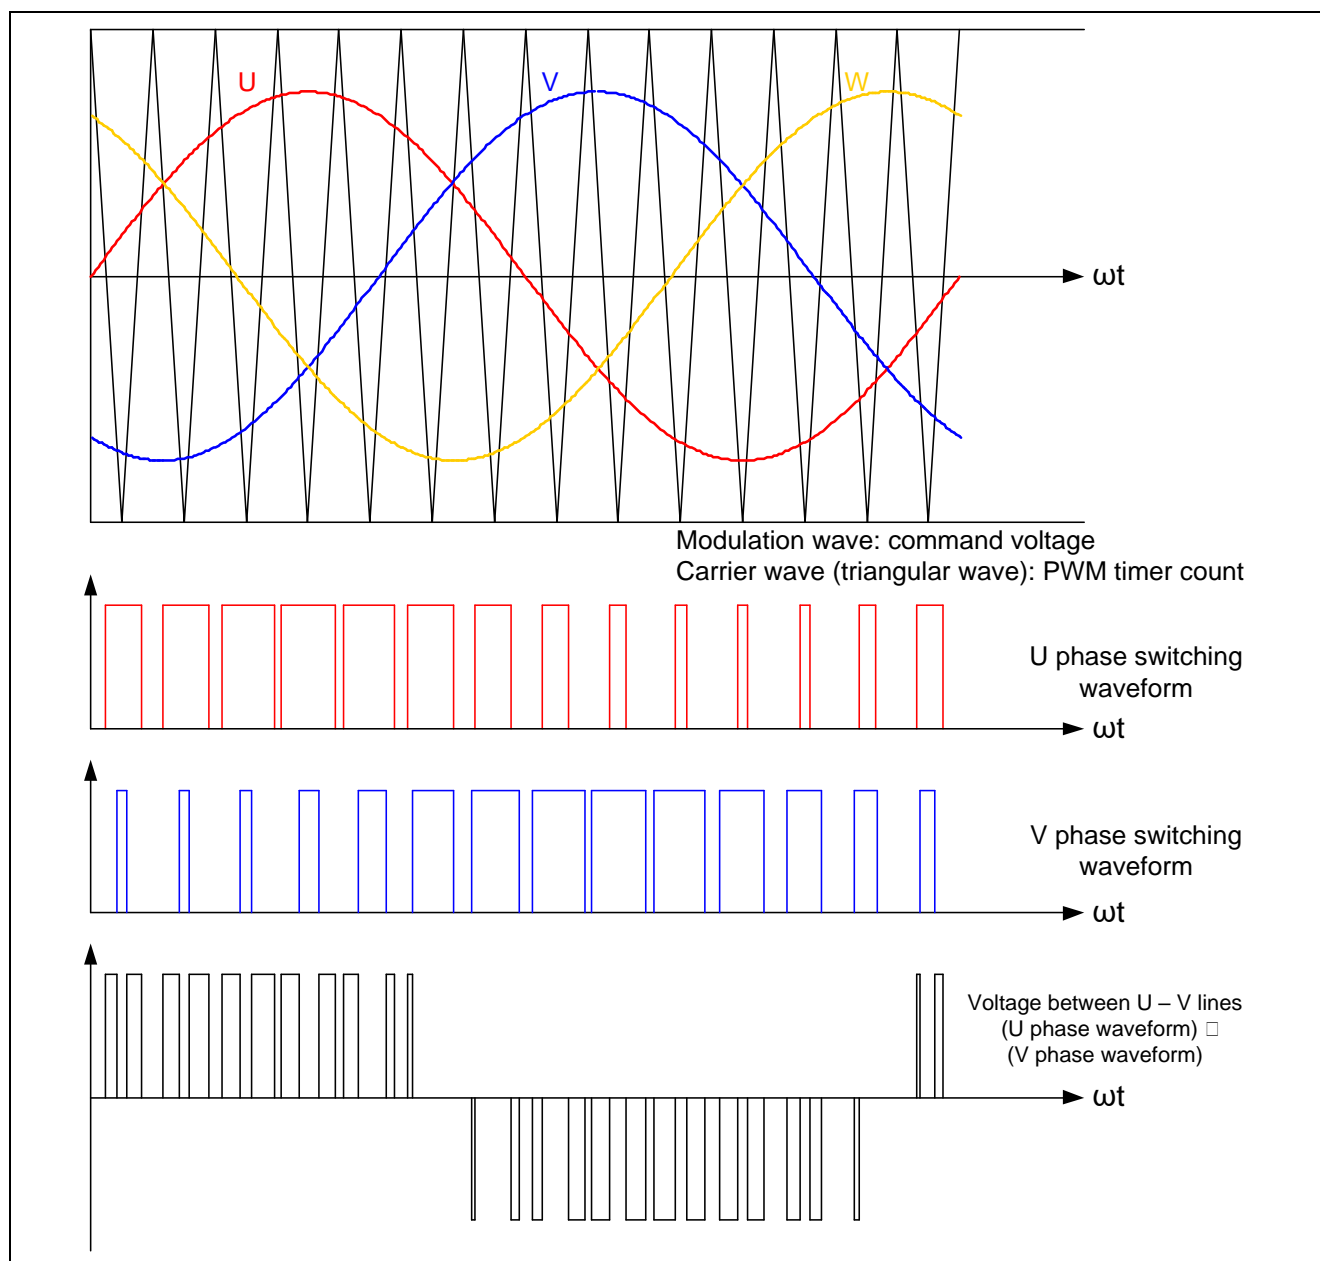 U V W
ωt
Modulation wave: command voltage
Carrier wave (triangular wave): PWM timer count
U phase switching
waveform
ωt
V phase switching
waveform
ωt
Voltage between U – V lines
(U phase waveform) □
(V phase waveform)
ωt